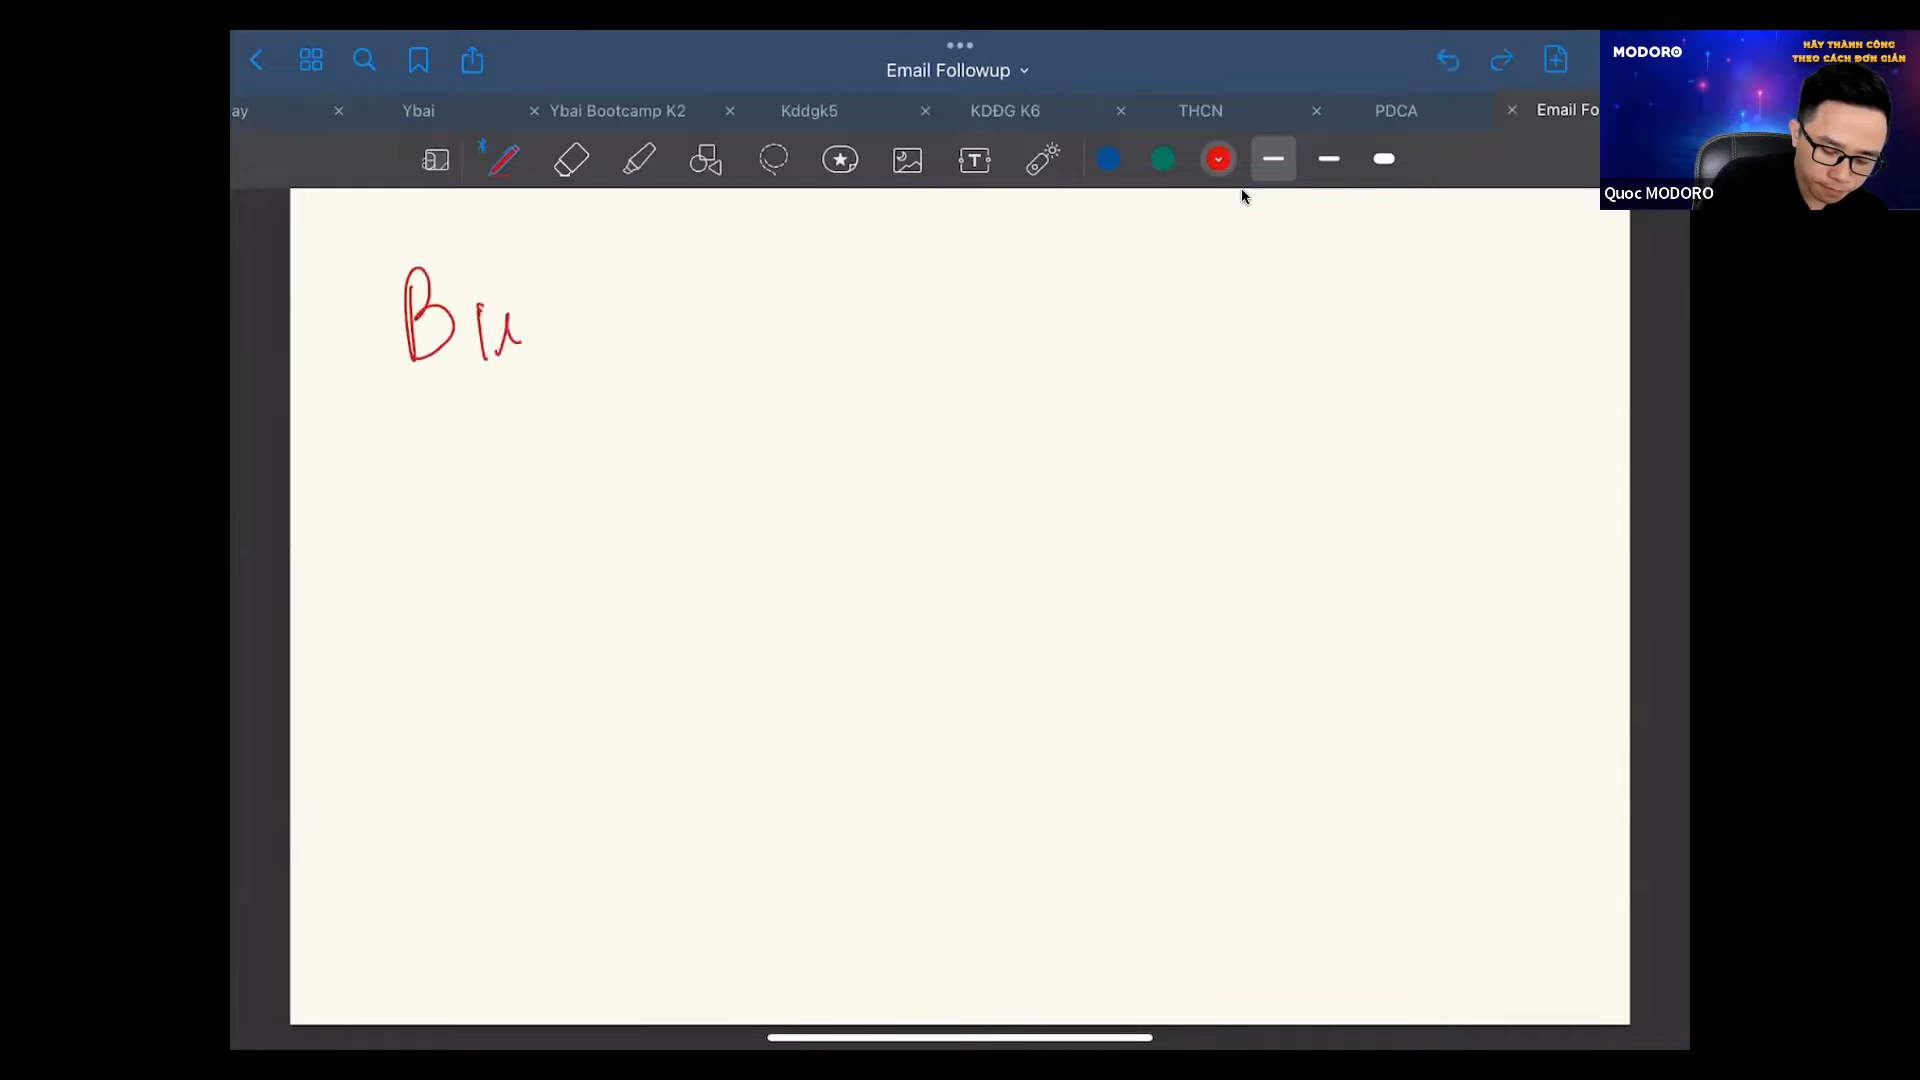 Email Followup
ay
Ybai
Ybai Bootcamp K2
Kddgk5
KDĐG K6
THCN
PDCA
Email Fo
MODORO
HÃY THÀNH CÔNG
THEO CÁCH ĐƠN GIẢN
Quoc MODORO